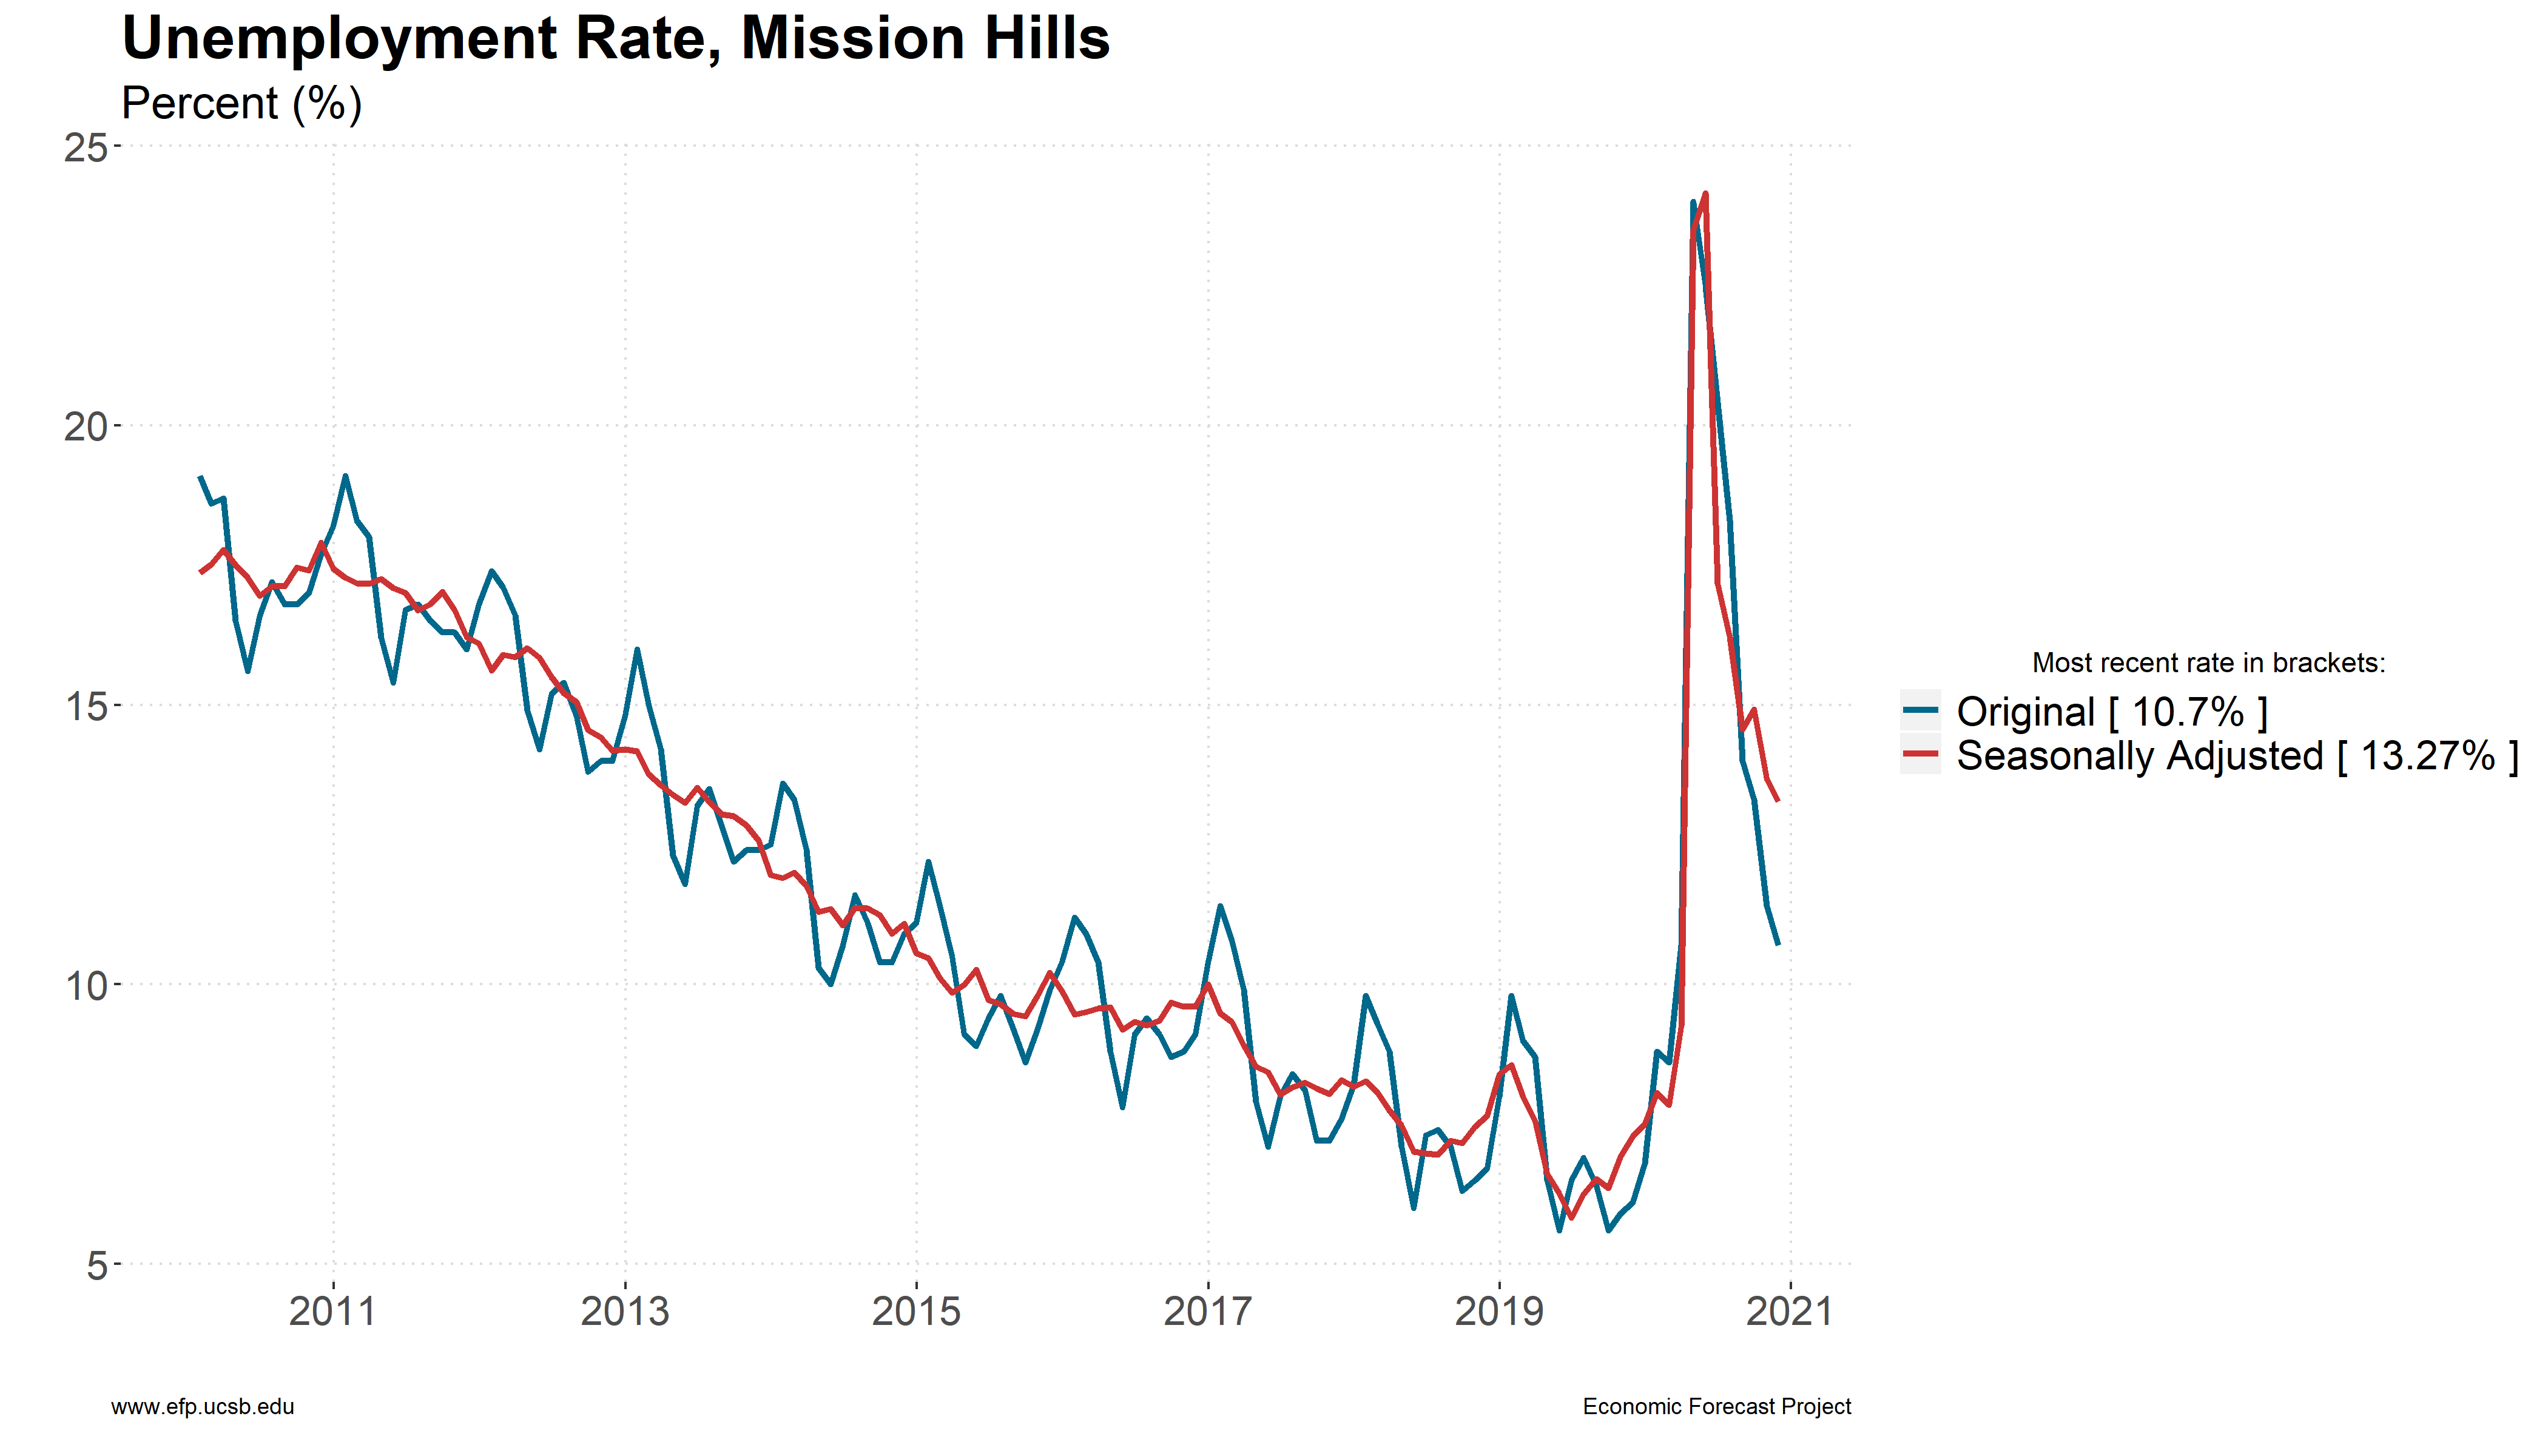 Unemployment Rate, Mission Hills
Percent (%)
25
20
15
10
5
2011 2013 2015 2017 2019 2021
Most recent rate in brackets:
Original [ 10.7% ]
Seasonally Adjusted [ 13.27% ]
www.efp.ucsb.edu
Economic Forecast Project